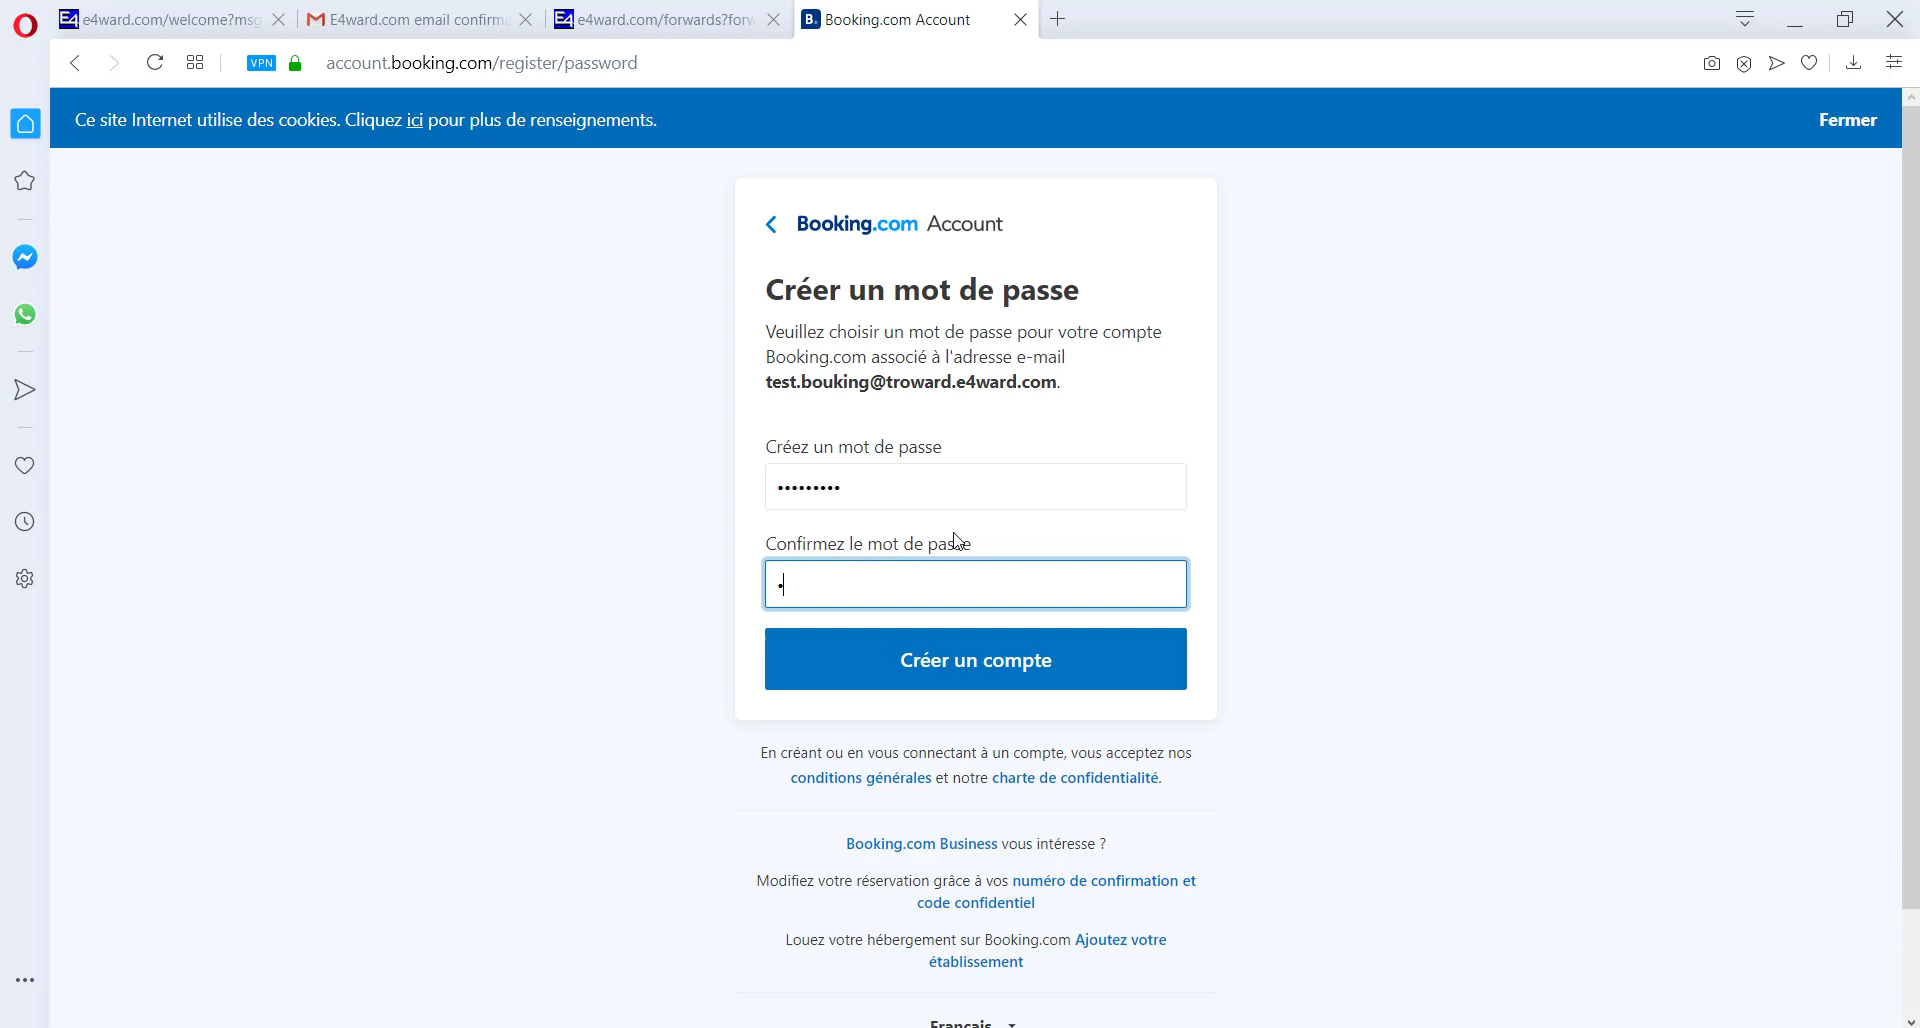 e4ward.com/welcome?msg
E4ward.com email confirma
e4ward.com/forwards?forw
Booking.com Account
VPN
account.booking.com/register/password
Ce site Internet utilise des cookies. Cliquez ici pour plus de renseignements.
Fermer
Booking.com Account
Créer un mot de passe
Veuillez choisir un mot de passe pour votre compte
Booking.com associé à l'adresse e-mail
test.bouking@troward.e4ward.com.
Créez un mot de passe
Confirmez le mot de passe
Créer un compte
En créant ou en vous connectant à un compte, vous acceptez nos
conditions générales et notre charte de confidentialité.
Booking.com Business vous intéresse ?
Modifiez votre réservation grâce à vos numéro de confirmation et
code confidentiel
Louez votre hébergement sur Booking.com Ajoutez votre
établissement
Français